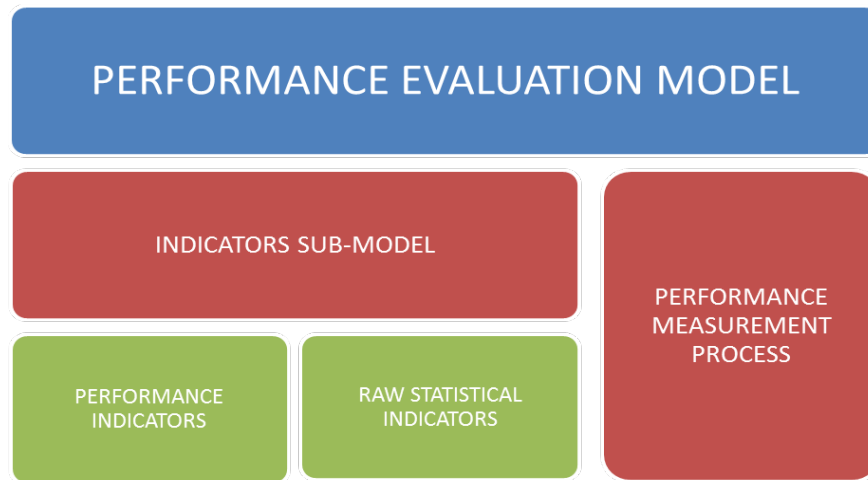 PERFORMANCE EVALUATION MODEL
INDICATORS SUB-MODEL
PERFORMANCE
MEASUREMENT
PROCESS
PERFORMANCE
INDICATORS
RAW STATISTICAL
INDICATORS